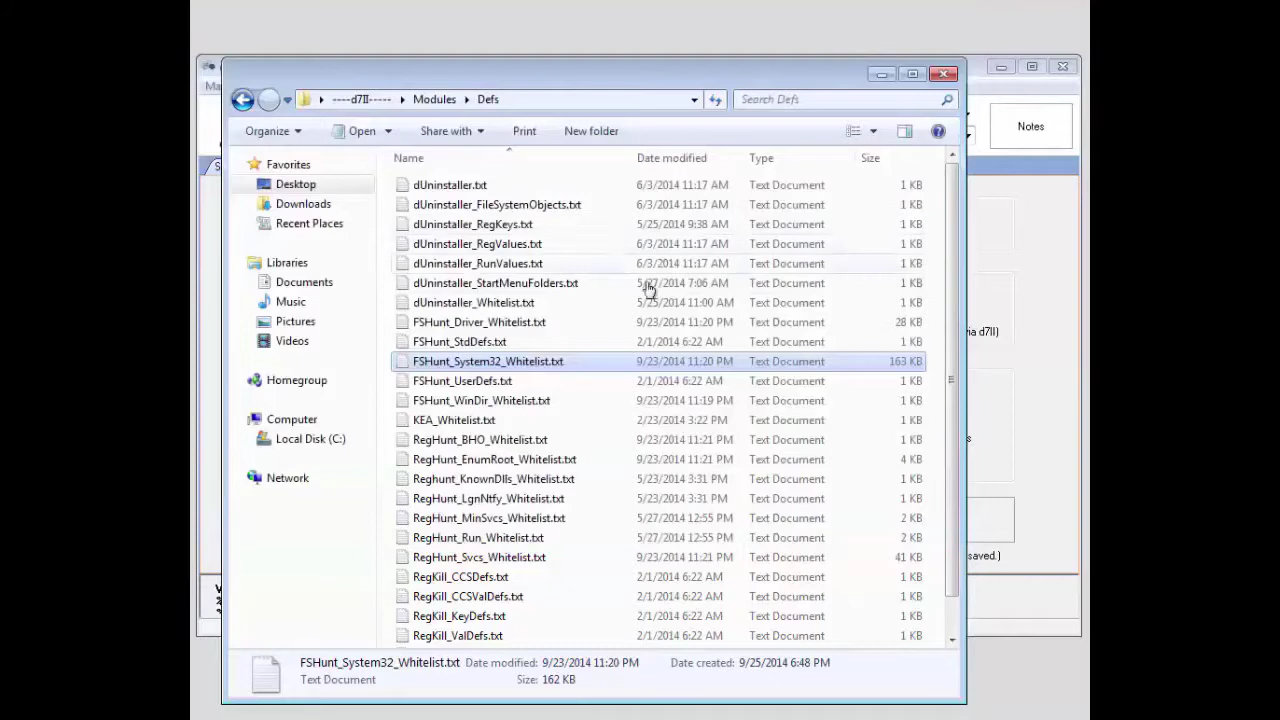 Ma
----d7II-----
Modules
Defs
Search Defs
Notes
Organize
Open
Share with
Print
New folder
Name
Date modified
Type
Size
S
Favorites
Desktop
Downloads
Recent Places
Libraries
Documents
Music
Pictures
Videos
Homegroup
Computer
Local Disk (C:)
Network
dUninstaller.txt 6/3/2014 11:17 AM Text Document 1 KB
dUninstaller_FileSystemObjects.txt 6/3/2014 11:17 AM Text Document 1 KB
dUninstaller_RegKeys.txt 5/25/2014 9:38 AM Text Document 1 KB
dUninstaller_RegValues.txt 6/3/2014 11:17 AM Text Document 1 KB
dUninstaller_RunValues.txt 6/3/2014 11:17 AM Text Document 1 KB
dUninstaller_StartMenuFolders.txt 7:06 AM Text Document 1 KB
dUninstaller_Whitelist.txt 5/25/2014 11:00 AM Text Document 1 KB
FSHunt_Driver_Whitelist.txt 9/23/2014 11:20 PM Text Document 28 KB
FSHunt_StdDefs.txt 2/1/2014 6:22 AM Text Document 1 KB
FSHunt_System32_Whitelist.txt 9/23/2014 11:20 PM Text Document 163 KB
FSHunt_UserDefs.txt 2/1/2014 6:22 AM Text Document 1 KB
FSHunt_WinDir_Whitelist.txt 9/23/2014 11:19 PM Text Document 1 KB
KEA_Whitelist.txt 2/23/2014 3:22 PM Text Document 1 KB
RegHunt_BHO_Whitelist.txt 9/23/2014 11:21 PM Text Document 1 KB
RegHunt_EnumRoot_Whitelist.txt 9/23/2014 11:21 PM Text Document 4 KB
Reghunt_KnownDlls_Whitelist.txt 5/23/2014 3:31 PM Text Document 1 KB
RegHunt_LgnNtfy_Whitelist.txt 5/23/2014 3:31 PM Text Document 1 KB
RegHunt_MinSvcs_Whitelist.txt 5/27/2014 12:55 PM Text Document 2 KB
RegHunt_Run_Whitelist.txt 5/27/2014 12:55 PM Text Document 2 KB
RegHunt_Svcs_Whitelist.txt 9/23/2014 11:21 PM Text Document 41 KB
RegKill_CCSDefs.txt 2/1/2014 6:22 AM Text Document 1 KB
RegKill_CCSValDefs.txt 2/1/2014 6:22 AM Text Document 1 KB
RegKill_KeyDefs.txt 2/1/2014 6:22 AM Text Document 1 KB
RegKill_ValDefs.txt 2/1/2014 6:22 AM Text Document 1 KB
via d7II)
s
saved.)
FSHunt_System32_Whitelist.txt Date modified: 9/23/2014 11:20 PM Date created: 9/25/2014 6:48 PM
Text Document Size: 162 KB